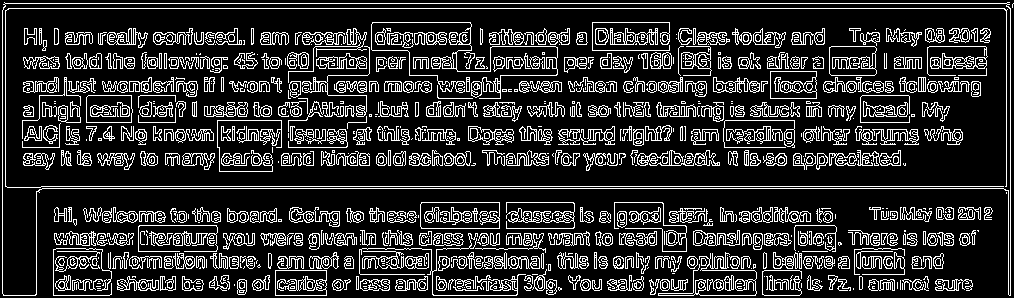 Hi, I am really confused.. I am recently diagnosed I attended a Diabetic Class today and Tue May 08 2012
was told the following: 45 to 60 carbs per meal 7z. protein per day 160 BG is ok after a meal I am obese
and just wondering if I won't gain even more weight...even when choosing better food choices following
a high carb diet? I used to do Atkins..but I didn't stay with it so that training is stuck in my head. My
AIC is 7.4 No known kidney issues at this time. Does this sound right? I am reading other forums who
say it is way to many carbs and kinda old school. Thanks for your feedback. It is so appreciated.
Hi, Welcome to the board. Going to these diabetes classes is a good start. In addition to Tue May 08 2012
whatever literature you were given in this class you may want to read Dr Dansingers blog. There is lots of
good information there. I am not a medical professional, this is only my opinion. I believe a lunch and
dinner should be 45 g of carbs or less and breakfast 30g. You said your protien limit is 7z. I am not sure